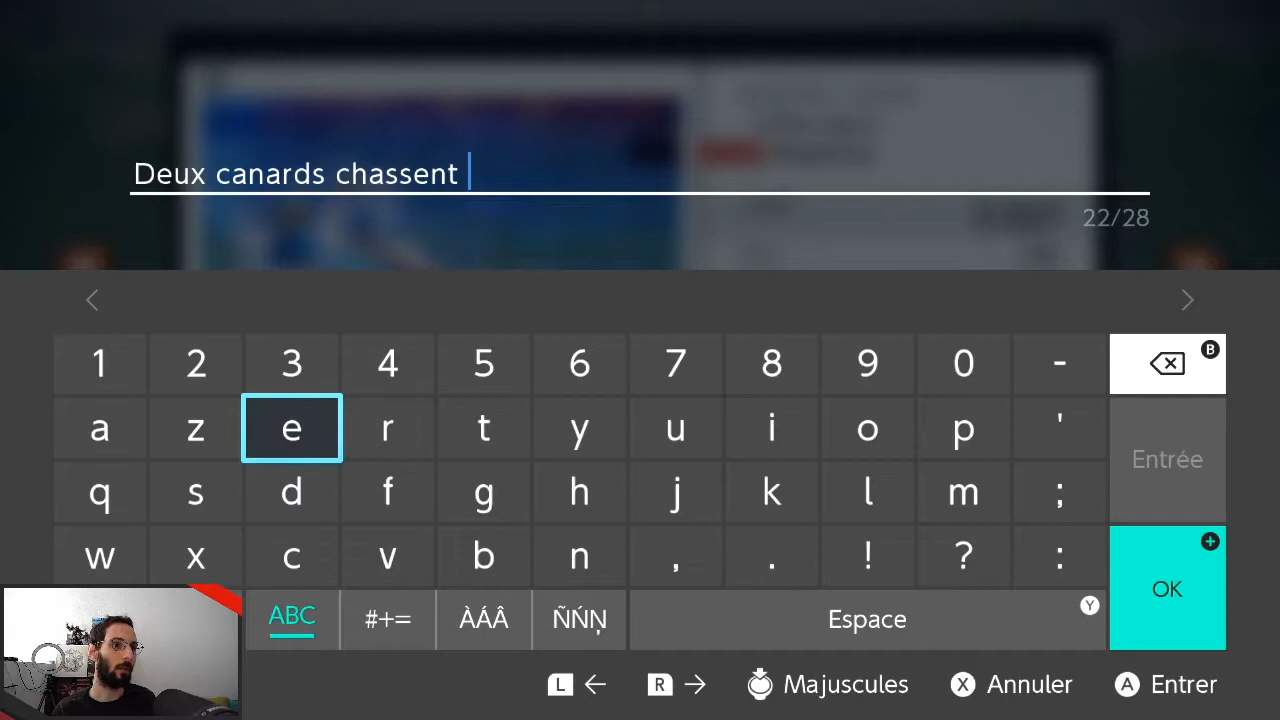 Deux canards chassent
22/28
1 2 3 4 5 6 7 8 9 0 - B
a z e r t y u i o p '
Entrée
q s d f g h j k l m ;
w x c v b n , . ! ? : +
OK
ABC #+= ÀÁÂ ÑŃŅ Espace Y
L ← R → Majuscules X Annuler A Entrer